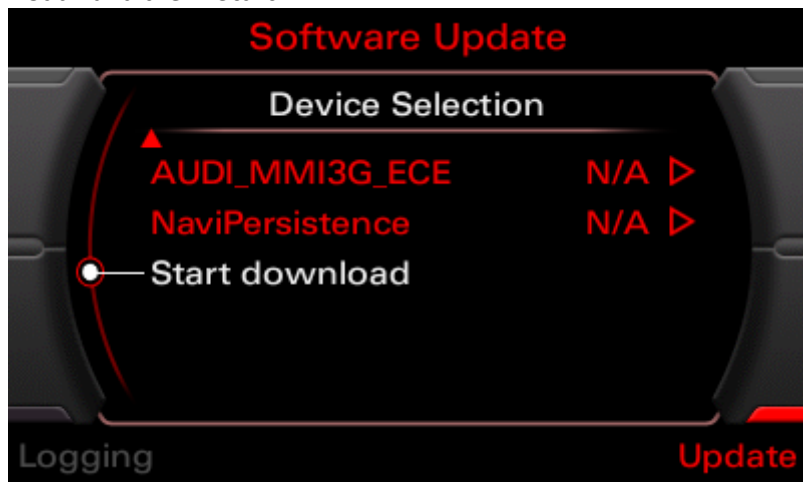 Software Update
Device Selection
AUDI_MMI3G_ECE N/A
NaviPersistence N/A
Start download
Logging Update